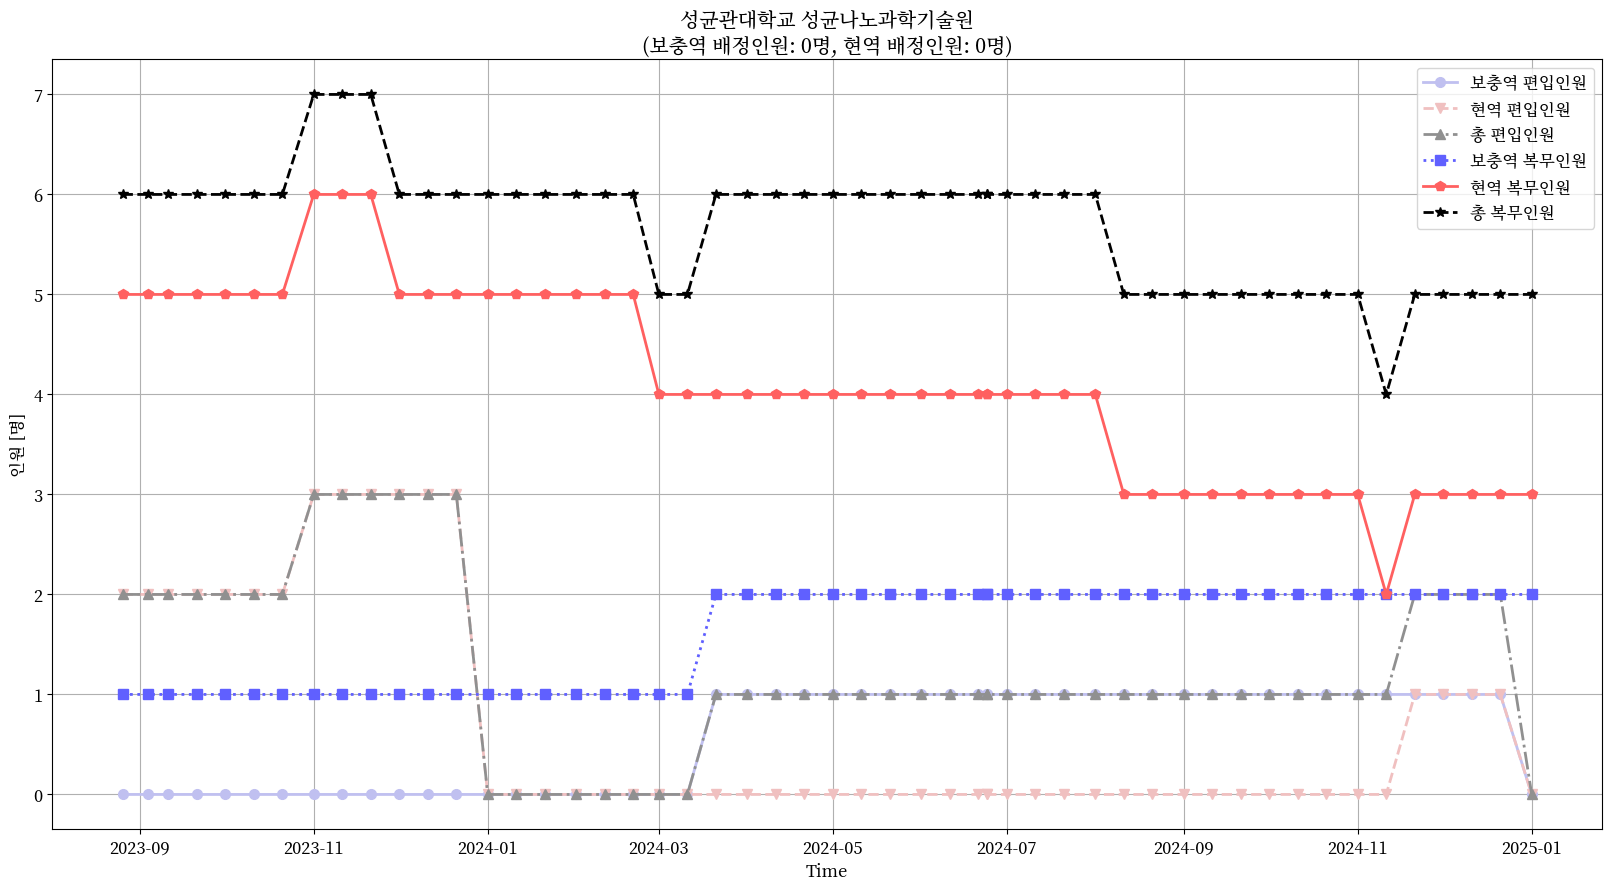 성균관대학교 성균나노과학기술원
(보충역 배정인원: 0명, 현역 배정인원: 0명)
보충역 편입인원
현역 편입인원
총 편입인원
보충역 복무인원
현역 복무인원
총 복무인원
인원 [명]
7
6
5
4
3
2
1
0
2023-09
2023-11
2024-01
2024-03
2024-05
2024-07
2024-09
2024-11
2025-01
Time